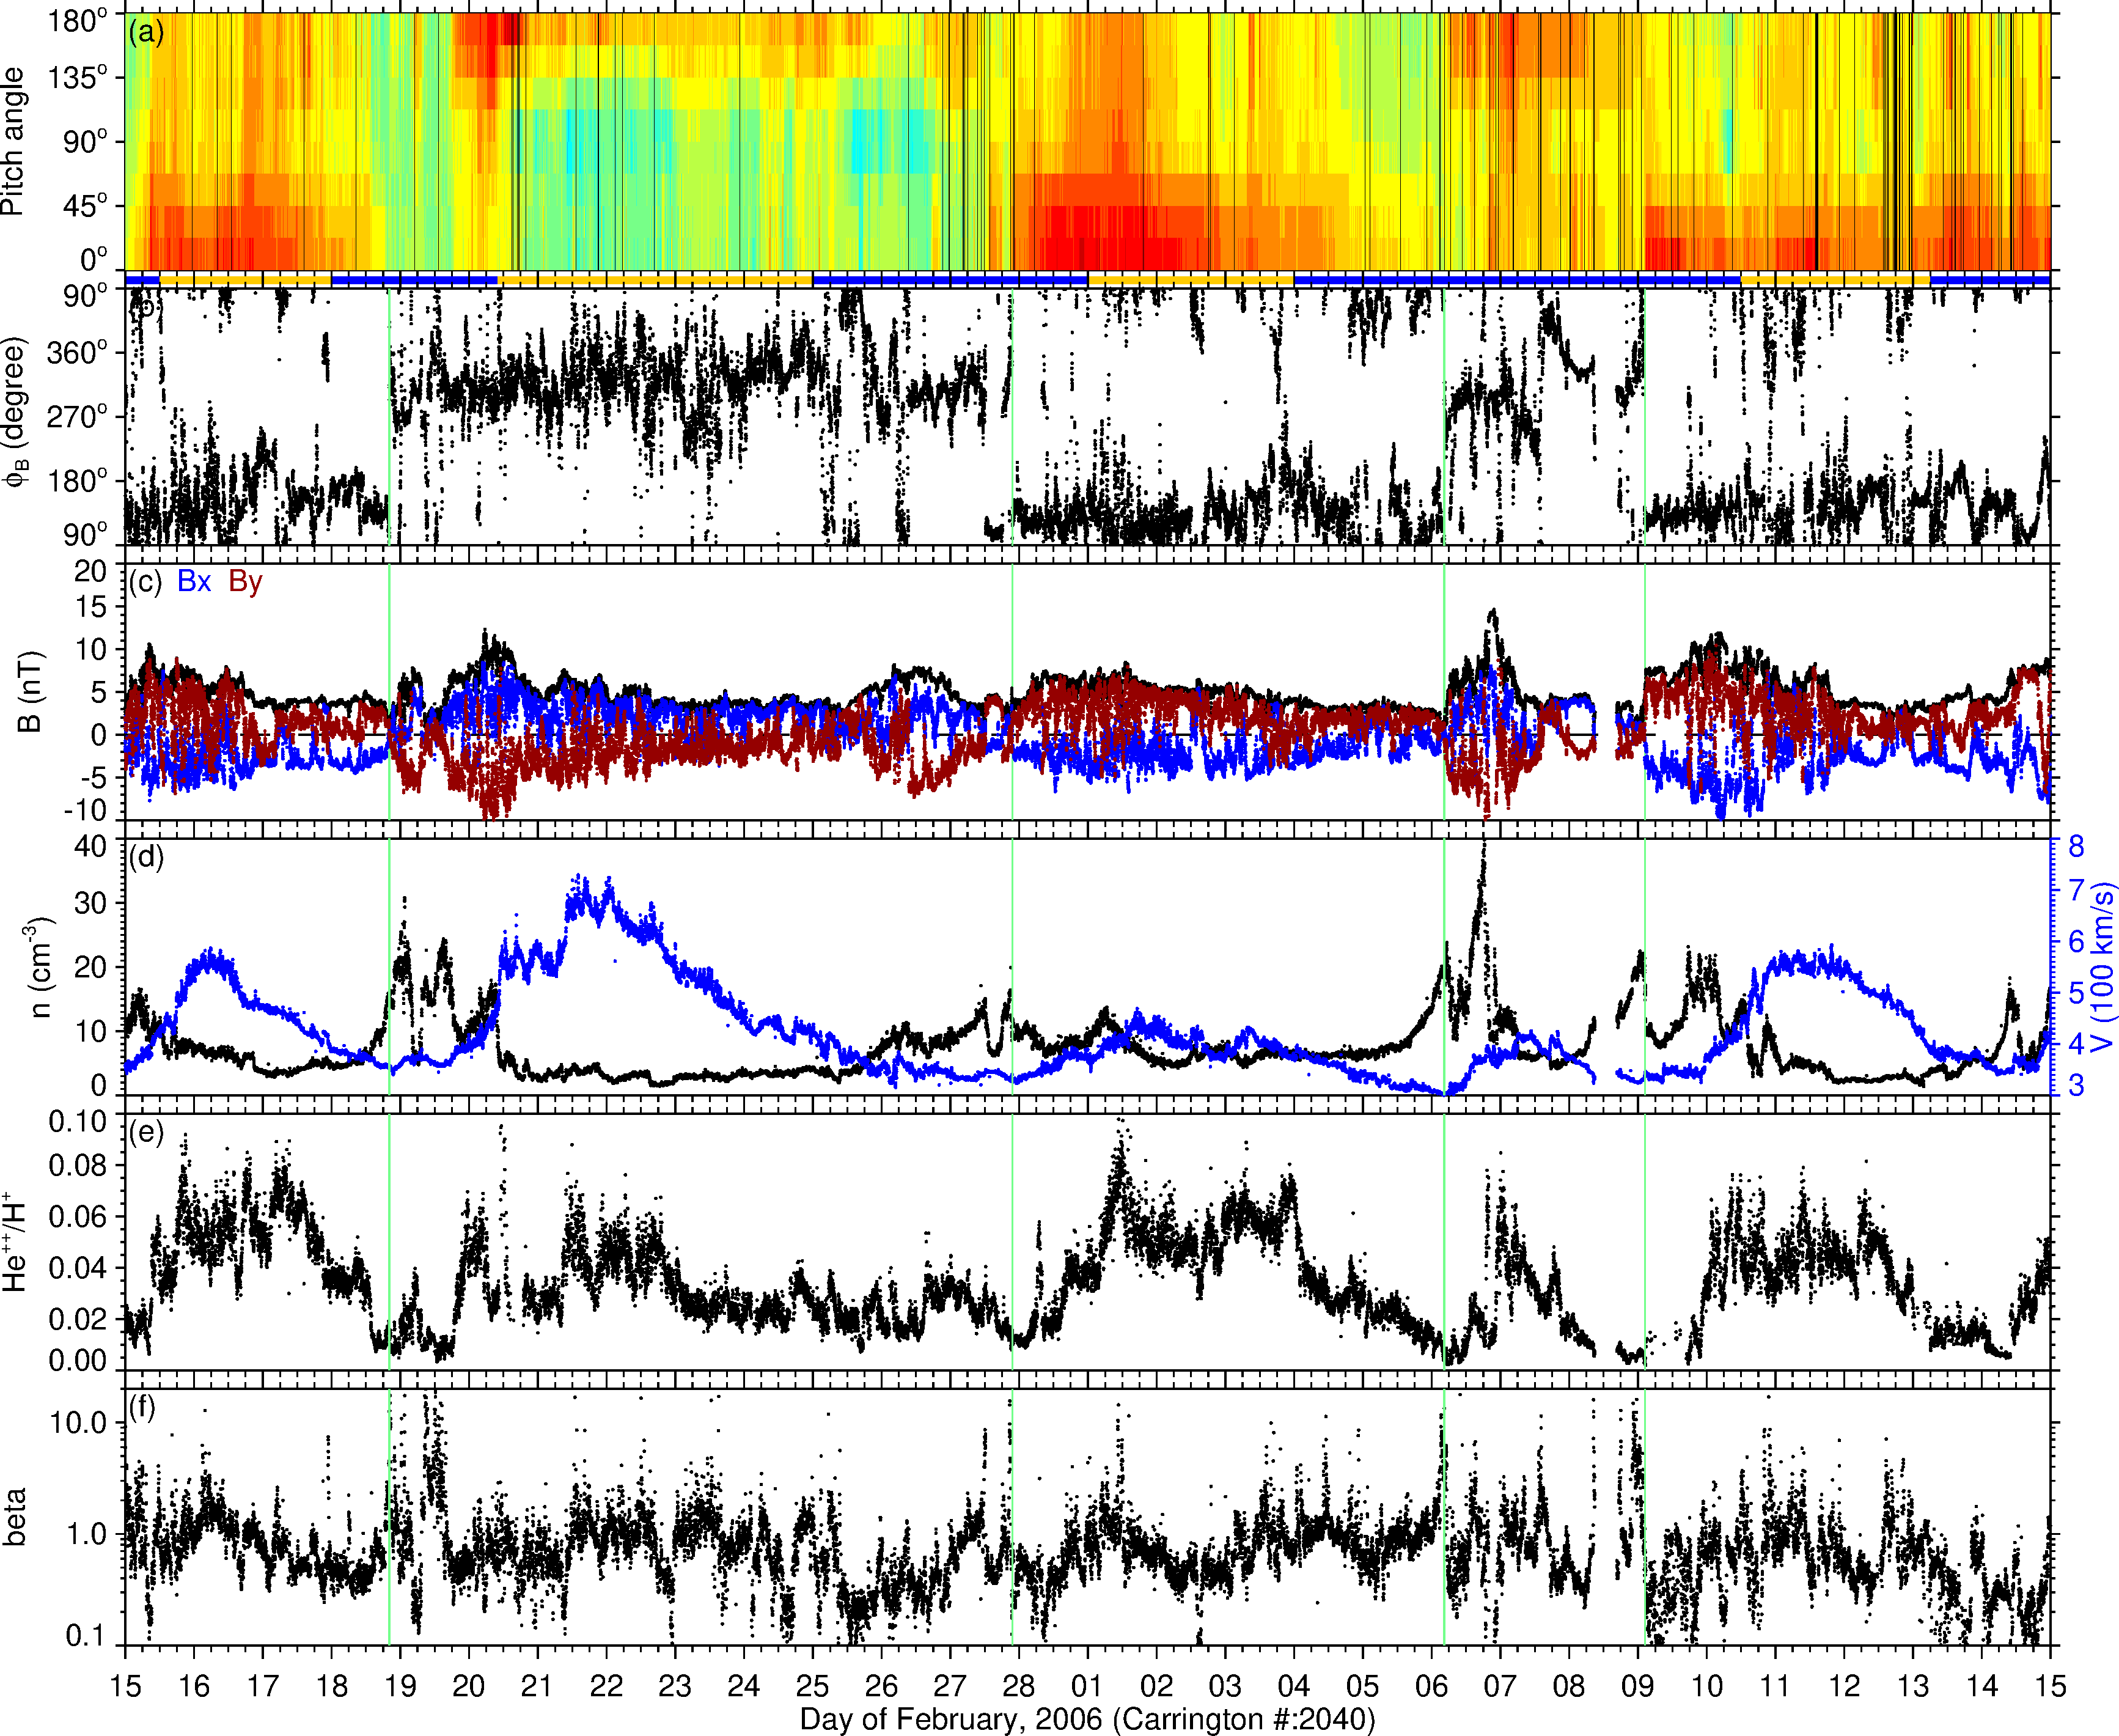 (a)
180°
135°
90°
45°
0°
Pitch angle
(b)
90°
360°
270°
180°
90°
ϕB (degree)
(c) Bx By
20
15
10
5
0
-5
-10
B (nT)
(d)
40
30
20
10
0
n (cm-3)
8
7
6
5
4
3
V (100 km/s)
(e)
0.10
0.08
0.06
0.04
0.02
0.00
He++/H+
(f)
10.0
1.0
0.1
beta
15 16 17 18 19 20 21 22 23 24 25 26 27 28 01 02 03 04 05 06 07 08 09 10 11 12 13 14 15
Day of February, 2006 (Carrington #:2040)